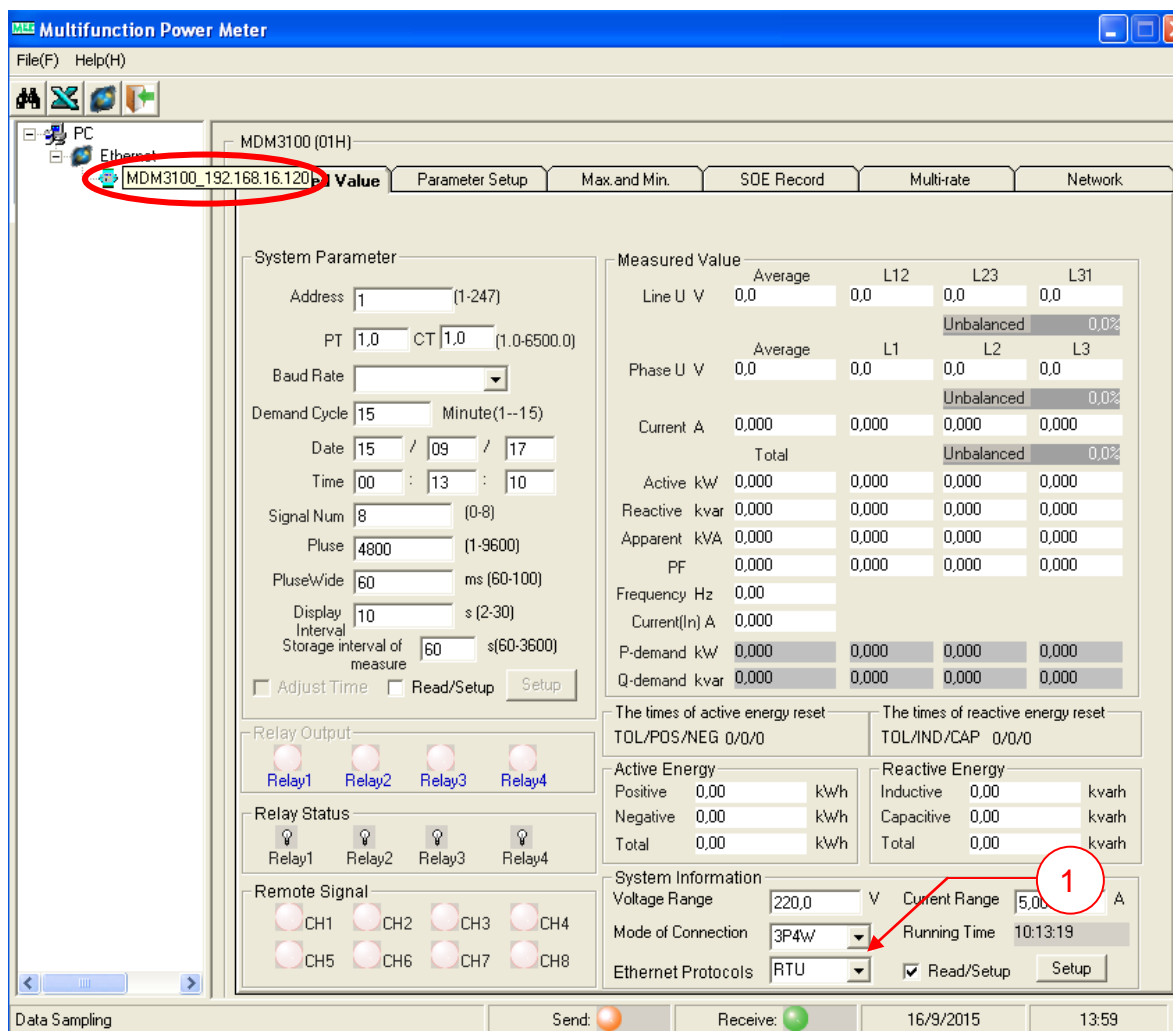 MEE Multifunction Power Meter
File(F) Help(H)
PC
Ethernet
MDM3100_192.168.16.120
MDM3100 (01H)
ed Value Parameter Setup Max.and Min. SOE Record Multi-rate Network
System Parameter
Address 1 (1-247)
PT 1,0 CT 1,0 (1.0-6500.0)
Baud Rate
Demand Cycle 15 Minute(1--15)
Date 15 / 09 / 17
Time 00 : 13 : 10
Signal Num 8 (0-8)
Pluse 4800 (1-9600)
PluseWide 60 ms (60-100)
Display Interval 10 s (2-30)
Storage interval of measure 60 s(60-3600)
Adjust Time Read/Setup Setup
Relay Output
Relay1 Relay2 Relay3 Relay4
Relay Status
Relay1 Relay2 Relay3 Relay4
Remote Signal
CH1 CH2 CH3 CH4
CH5 CH6 CH7 CH8
Measured Value
Average L12 L23 L31
Line U V 0,0 0,0 0,0 0,0
Unbalanced 0,0%
Average L1 L2 L3
Phase U V 0,0 0,0 0,0 0,0
Unbalanced 0,0%
Current A 0,000 0,000 0,000 0,000
Total Unbalanced 0,0%
Active kW 0,000 0,000 0,000 0,000
Reactive kvar 0,000 0,000 0,000 0,000
Apparent kVA 0,000 0,000 0,000 0,000
PF 0,000 0,000 0,000 0,000
Frequency Hz 0,00
Current(In) A 0,000
P-demand kW 0,000 0,000 0,000 0,000
Q-demand kvar 0,000 0,000 0,000 0,000
The times of active energy reset
TOL/POS/NEG 0/0/0
The times of reactive energy reset
TOL/IND/CAP 0/0/0
Active Energy
Positive 0,00 kWh
Negative 0,00 kWh
Total 0,00 kWh
Reactive Energy
Inductive 0,00 kvarh
Capacitive 0,00 kvarh
Total 0,00 kvarh
System Information
Voltage Range 220,0 V Current Range 5,00 A
1
Mode of Connection 3P4W Running Time 10:13:19
Ethernet Protocols RTU Read/Setup Setup
Data Sampling Send: Receive: 16/9/2015 13:59